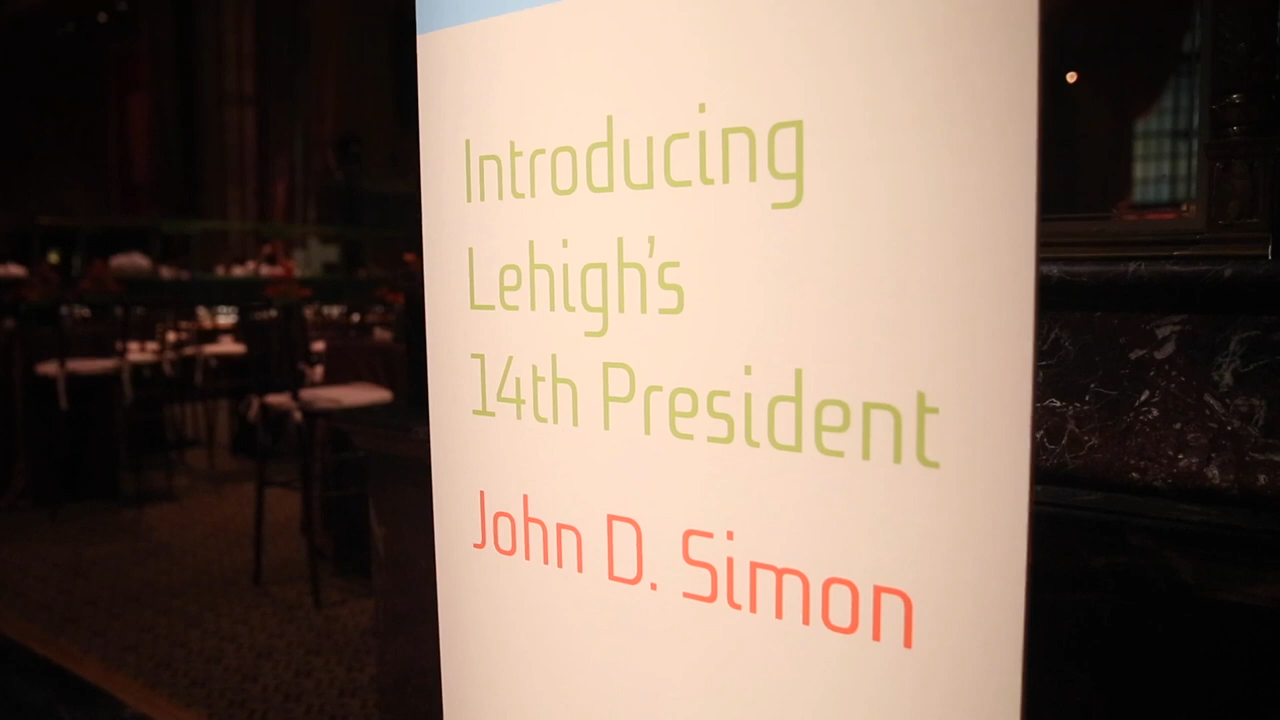 Introducing
Lehigh’s
14th President
John D. Simon